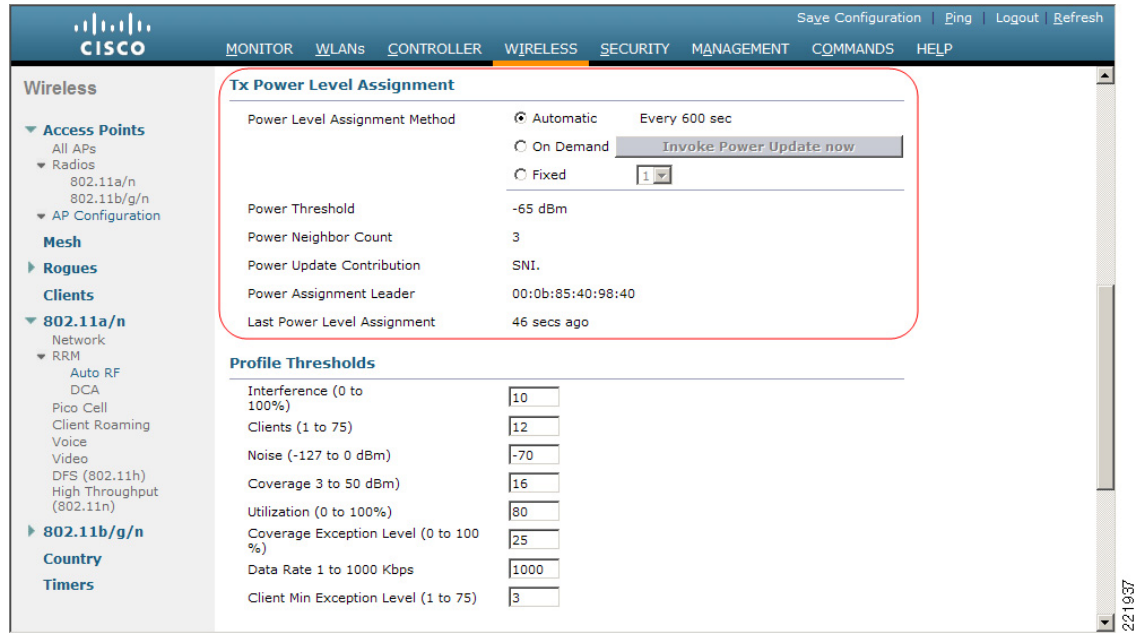 Save Configuration | Ping | Logout | Refresh
CISCO
MONITOR WLANs CONTROLLER WIRELESS SECURITY MANAGEMENT COMMANDS HELP
Wireless
Access Points
All APs
Radios
802.11a/n
802.11b/g/n
AP Configuration
Mesh
Rogues
Clients
802.11a/n
Network
RRM
Auto RF
DCA
Pico Cell
Client Roaming
Voice
Video
DFS (802.11h)
High Throughput
(802.11n)
802.11b/g/n
Country
Timers
Tx Power Level Assignment
Power Level Assignment Method Automatic Every 600 sec
On Demand Invoke Power Update now
Fixed 1
Power Threshold -65 dBm
Power Neighbor Count 3
Power Update Contribution SNI.
Power Assignment Leader 00:0b:85:40:98:40
Last Power Level Assignment 46 secs ago
Profile Thresholds
Interference (0 to
100%) 10
Clients (1 to 75) 12
Noise (-127 to 0 dBm) -70
Coverage 3 to 50 dBm) 16
Utilization (0 to 100%) 80
Coverage Exception Level (0 to 100
%) 25
Data Rate 1 to 1000 Kbps 1000
Client Min Exception Level (1 to 75) 3
221937